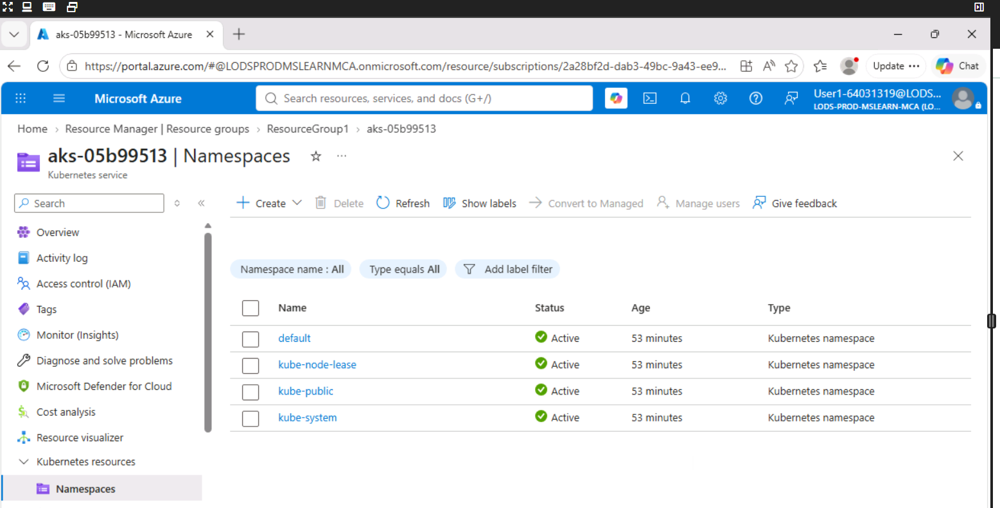 aks-05b99513 - Microsoft Azure
https://portal.azure.com/#@LODSPRODMSLEARNMCA.onmicrosoft.com/resource/subscriptions/2a28bf2d-dab3-49bc-9a43-ee9...
Update
Chat
Microsoft Azure
Search resources, services, and docs (G+/)
User1-64031319@LODS...
LODS-PROD-MSLEARN-MCA (LO...
Home > Resource Manager | Resource groups > ResourceGroup1 > aks-05b99513
aks-05b99513 | Namespaces
Kubernetes service
Search
Create
Delete
Refresh
Show labels
Convert to Managed
Manage users
Give feedback
Overview
Activity log
Access control (IAM)
Tags
Monitor (Insights)
Diagnose and solve problems
Microsoft Defender for Cloud
Cost analysis
Resource visualizer
Kubernetes resources
Namespaces
Namespace name : All
Type equals All
Add label filter
Name Status Age Type
default Active 53 minutes Kubernetes namespace
kube-node-lease Active 53 minutes Kubernetes namespace
kube-public Active 53 minutes Kubernetes namespace
kube-system Active 53 minutes Kubernetes namespace